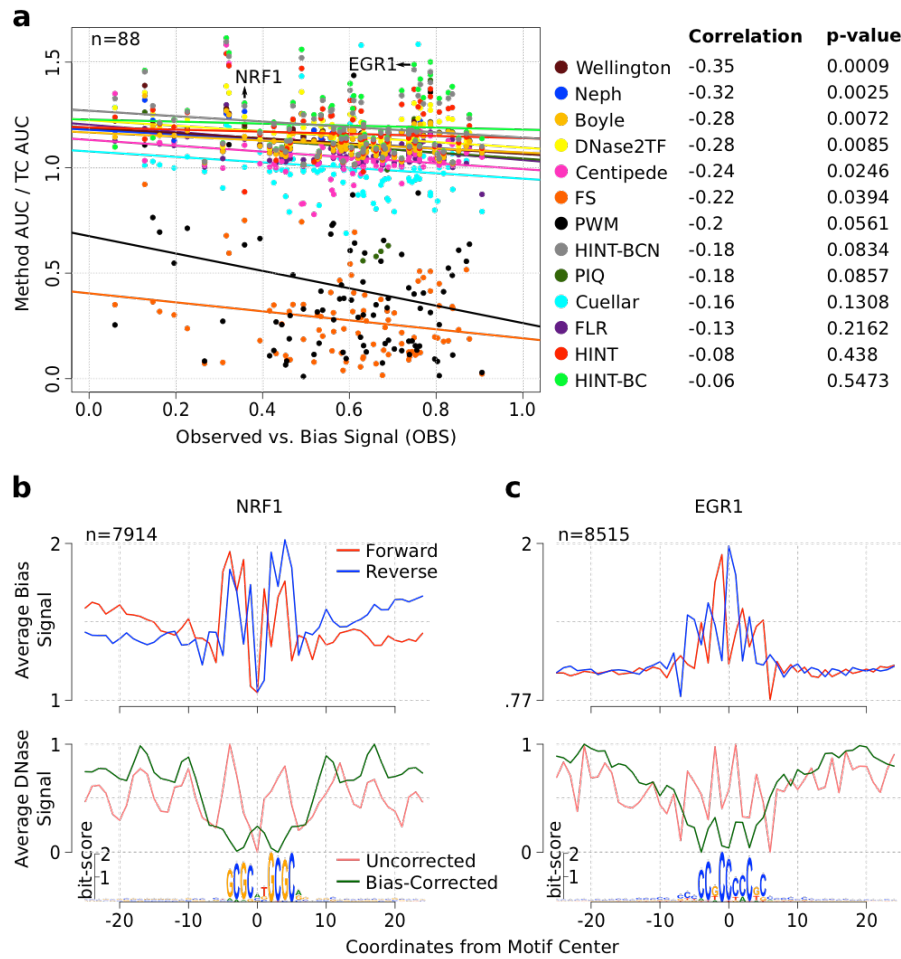 a
n=88
NRF1
EGR1
Method AUC / TC AUC
1.5
1.0
0.5
0.0
0.0 0.2 0.4 0.6 0.8 1.0
Observed vs. Bias Signal (OBS)
Correlation p-value
Wellington -0.35 0.0009
Neph -0.32 0.0025
Boyle -0.28 0.0072
DNase2TF -0.28 0.0085
Centipede -0.24 0.0246
FS -0.22 0.0394
PWM -0.2 0.0561
HINT-BCN -0.18 0.0834
PIQ -0.18 0.0857
Cuellar -0.16 0.1308
FLR -0.13 0.2162
HINT -0.08 0.438
HINT-BC -0.06 0.5473
b
NRF1
n=7914
Forward
Reverse
Average Bias
Signal
2
1
Average DNase
Signal
1
0
Uncorrected
Bias-Corrected
bit-score
2
1
GCGC TGCGC
-20 -10 0 10 20
c
EGR1
n=8515
2
.77
1
0
bit-score
2
1
-20 -10 0 10 20
Coordinates from Motif Center